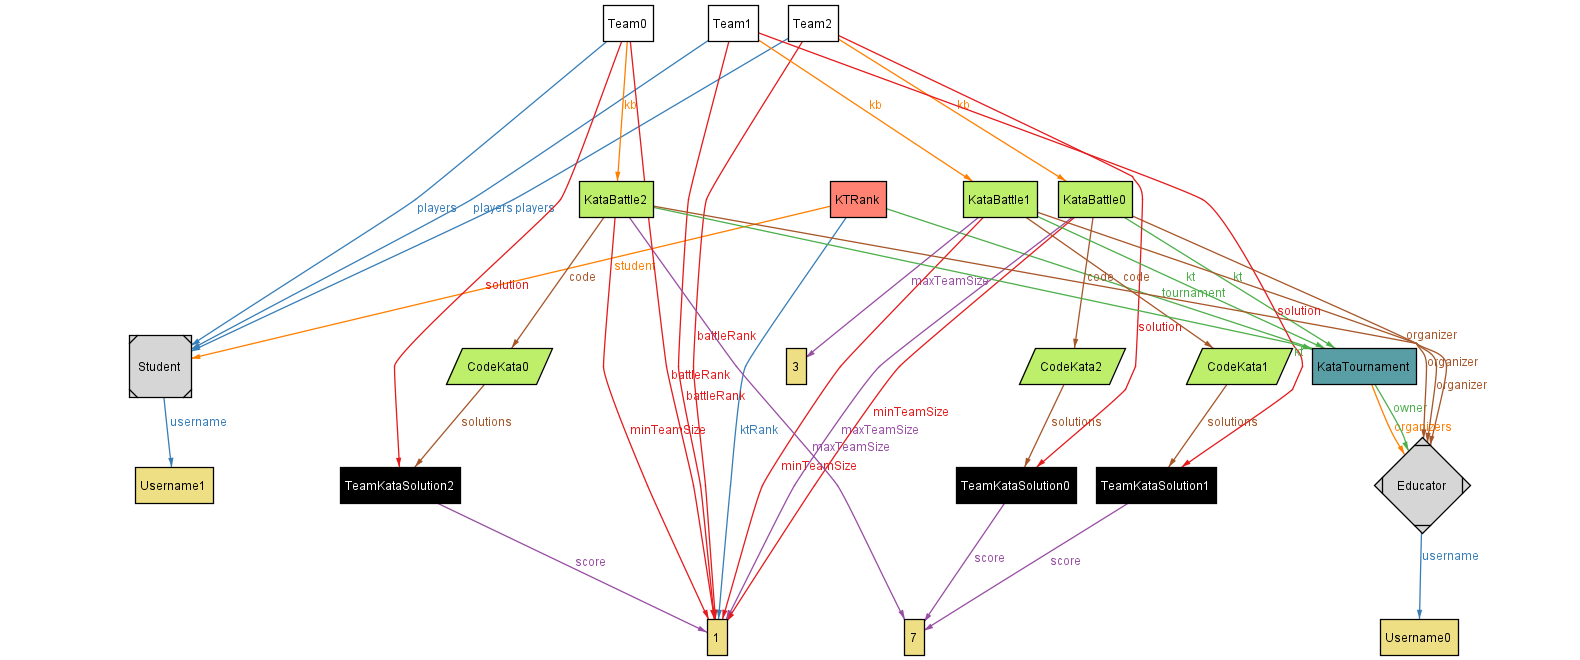 Team0
Team1
Team2
kb
kb
kb
players
players
players
KataBattle2
KTRank
KataBattle1
KataBattle0
student
code
solution
maxTeamSize
code
code
kt
kt
tournament
solution
solution
battleRank
organizer
kt
Student
CodeKata0
3
CodeKata2
CodeKata1
KataTournament
organizer
battleRank
organizer
battleRank
owner
minTeamSize
username
solutions
minTeamSize
ktRank
maxTeamSize
solutions
solutions
organizers
maxTeamSize
minTeamSize
Username1
TeamKataSolution2
TeamKataSolution0
TeamKataSolution1
Educator
score
score
score
username
1
7
Username0